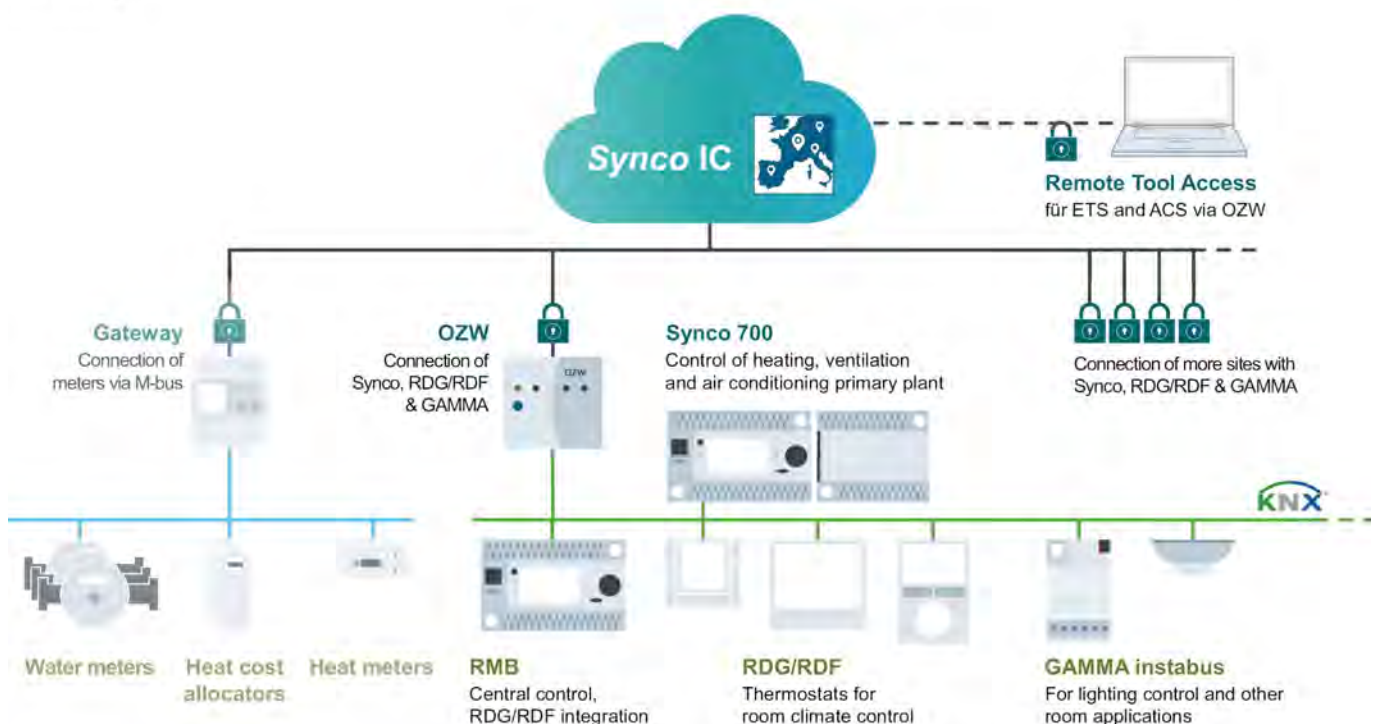 Synco IC
Remote Tool Access
für ETS and ACS via OZW
Gateway
Connection of
meters via M-bus
OZW
Connection of
Synco, RDG/RDF
& GAMMA
OZW
Synco 700
Control of heating, ventilation
and air conditioning primary plant
Connection of more sites with
Synco, RDG/RDF & GAMMA
KNX
Water meters
Heat cost
allocators
Heat meters
RMB
Central control,
RDG/RDF integration
RDG/RDF
Thermostats for
room climate control
GAMMA instabus
For lighting control and other
room applications